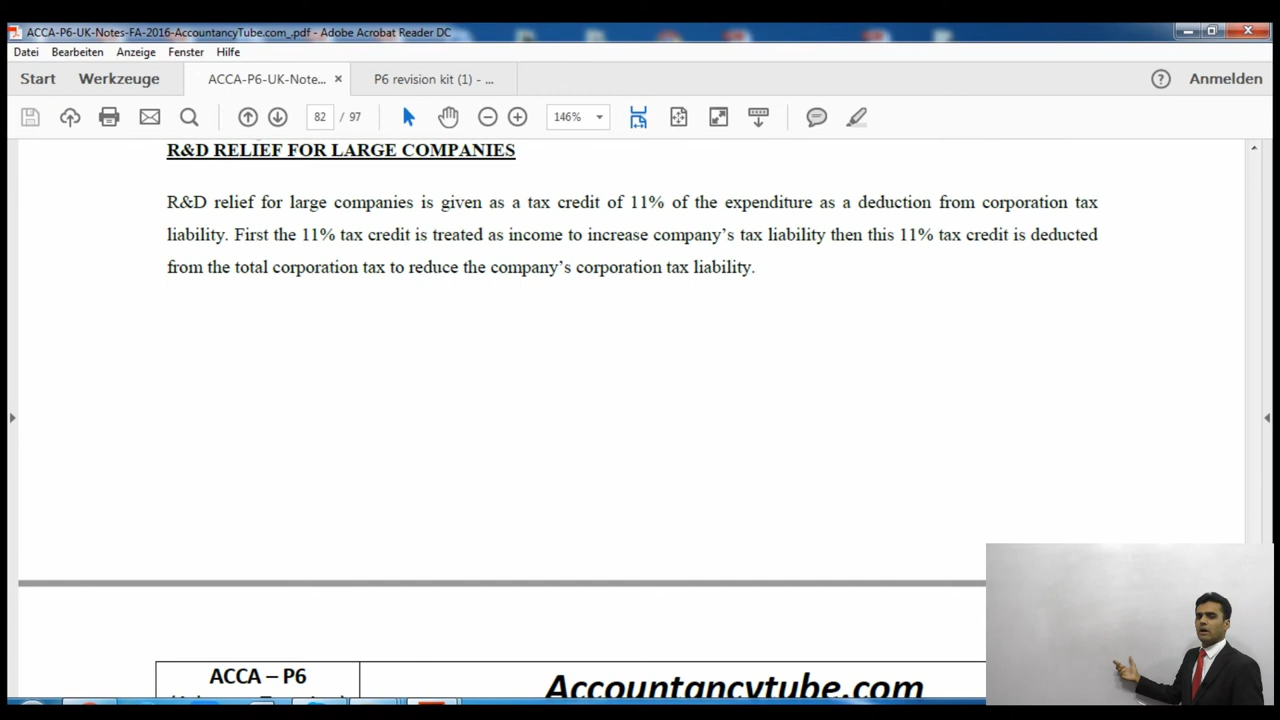 ACCA-P6-UK-Notes-FA-2016-AccountancyTube.com_.pdf - Adobe Acrobat Reader DC
Datei Bearbeiten Anzeige Fenster Hilfe
Start Werkzeuge ACCA-P6-UK-Note... × P6 revision kit (1) - ... Anmelden
82 / 97 146%
R&D RELIEF FOR LARGE COMPANIES
R&D relief for large companies is given as a tax credit of 11% of the expenditure as a deduction from corporation tax
liability. First the 11% tax credit is treated as income to increase company’s tax liability then this 11% tax credit is deducted
from the total corporation tax to reduce the company’s corporation tax liability.
ACCA – P6
Accountancytube.com